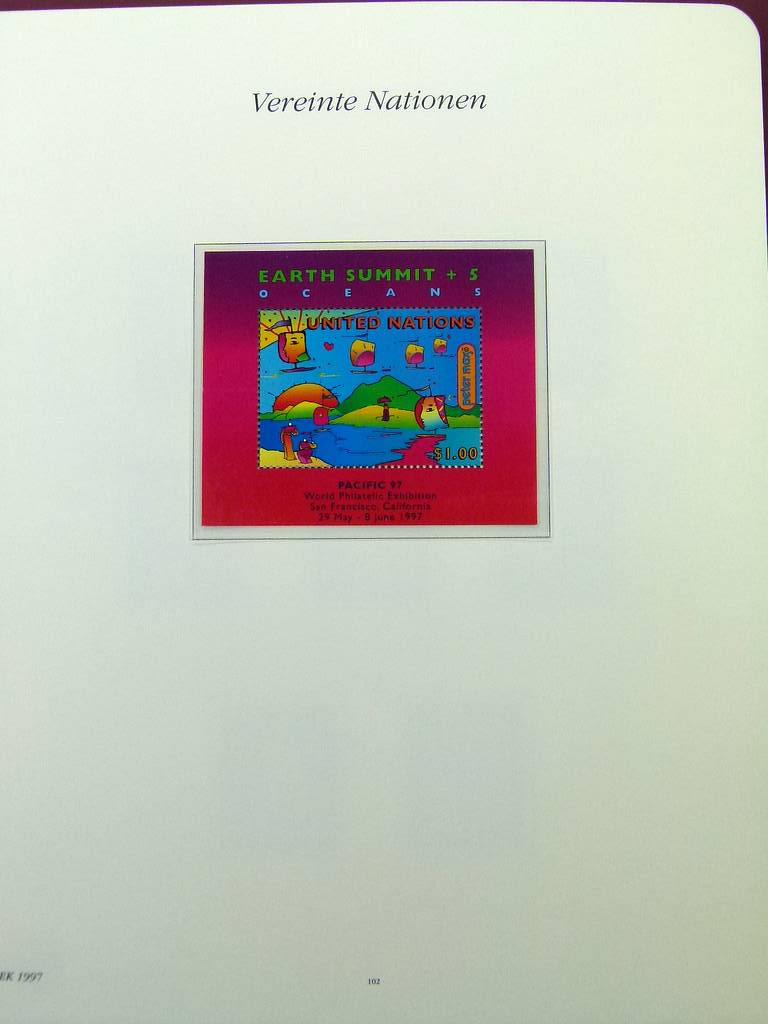 Vereinte Nationen
EARTH SUMMIT + 5
OCEANS
UNITED NATIONS
peter max
$1.00
PACIFIC 97
World Philatelic Exhibition
San Francisco, California
29 May - 8 June 1997
EK 1997
102